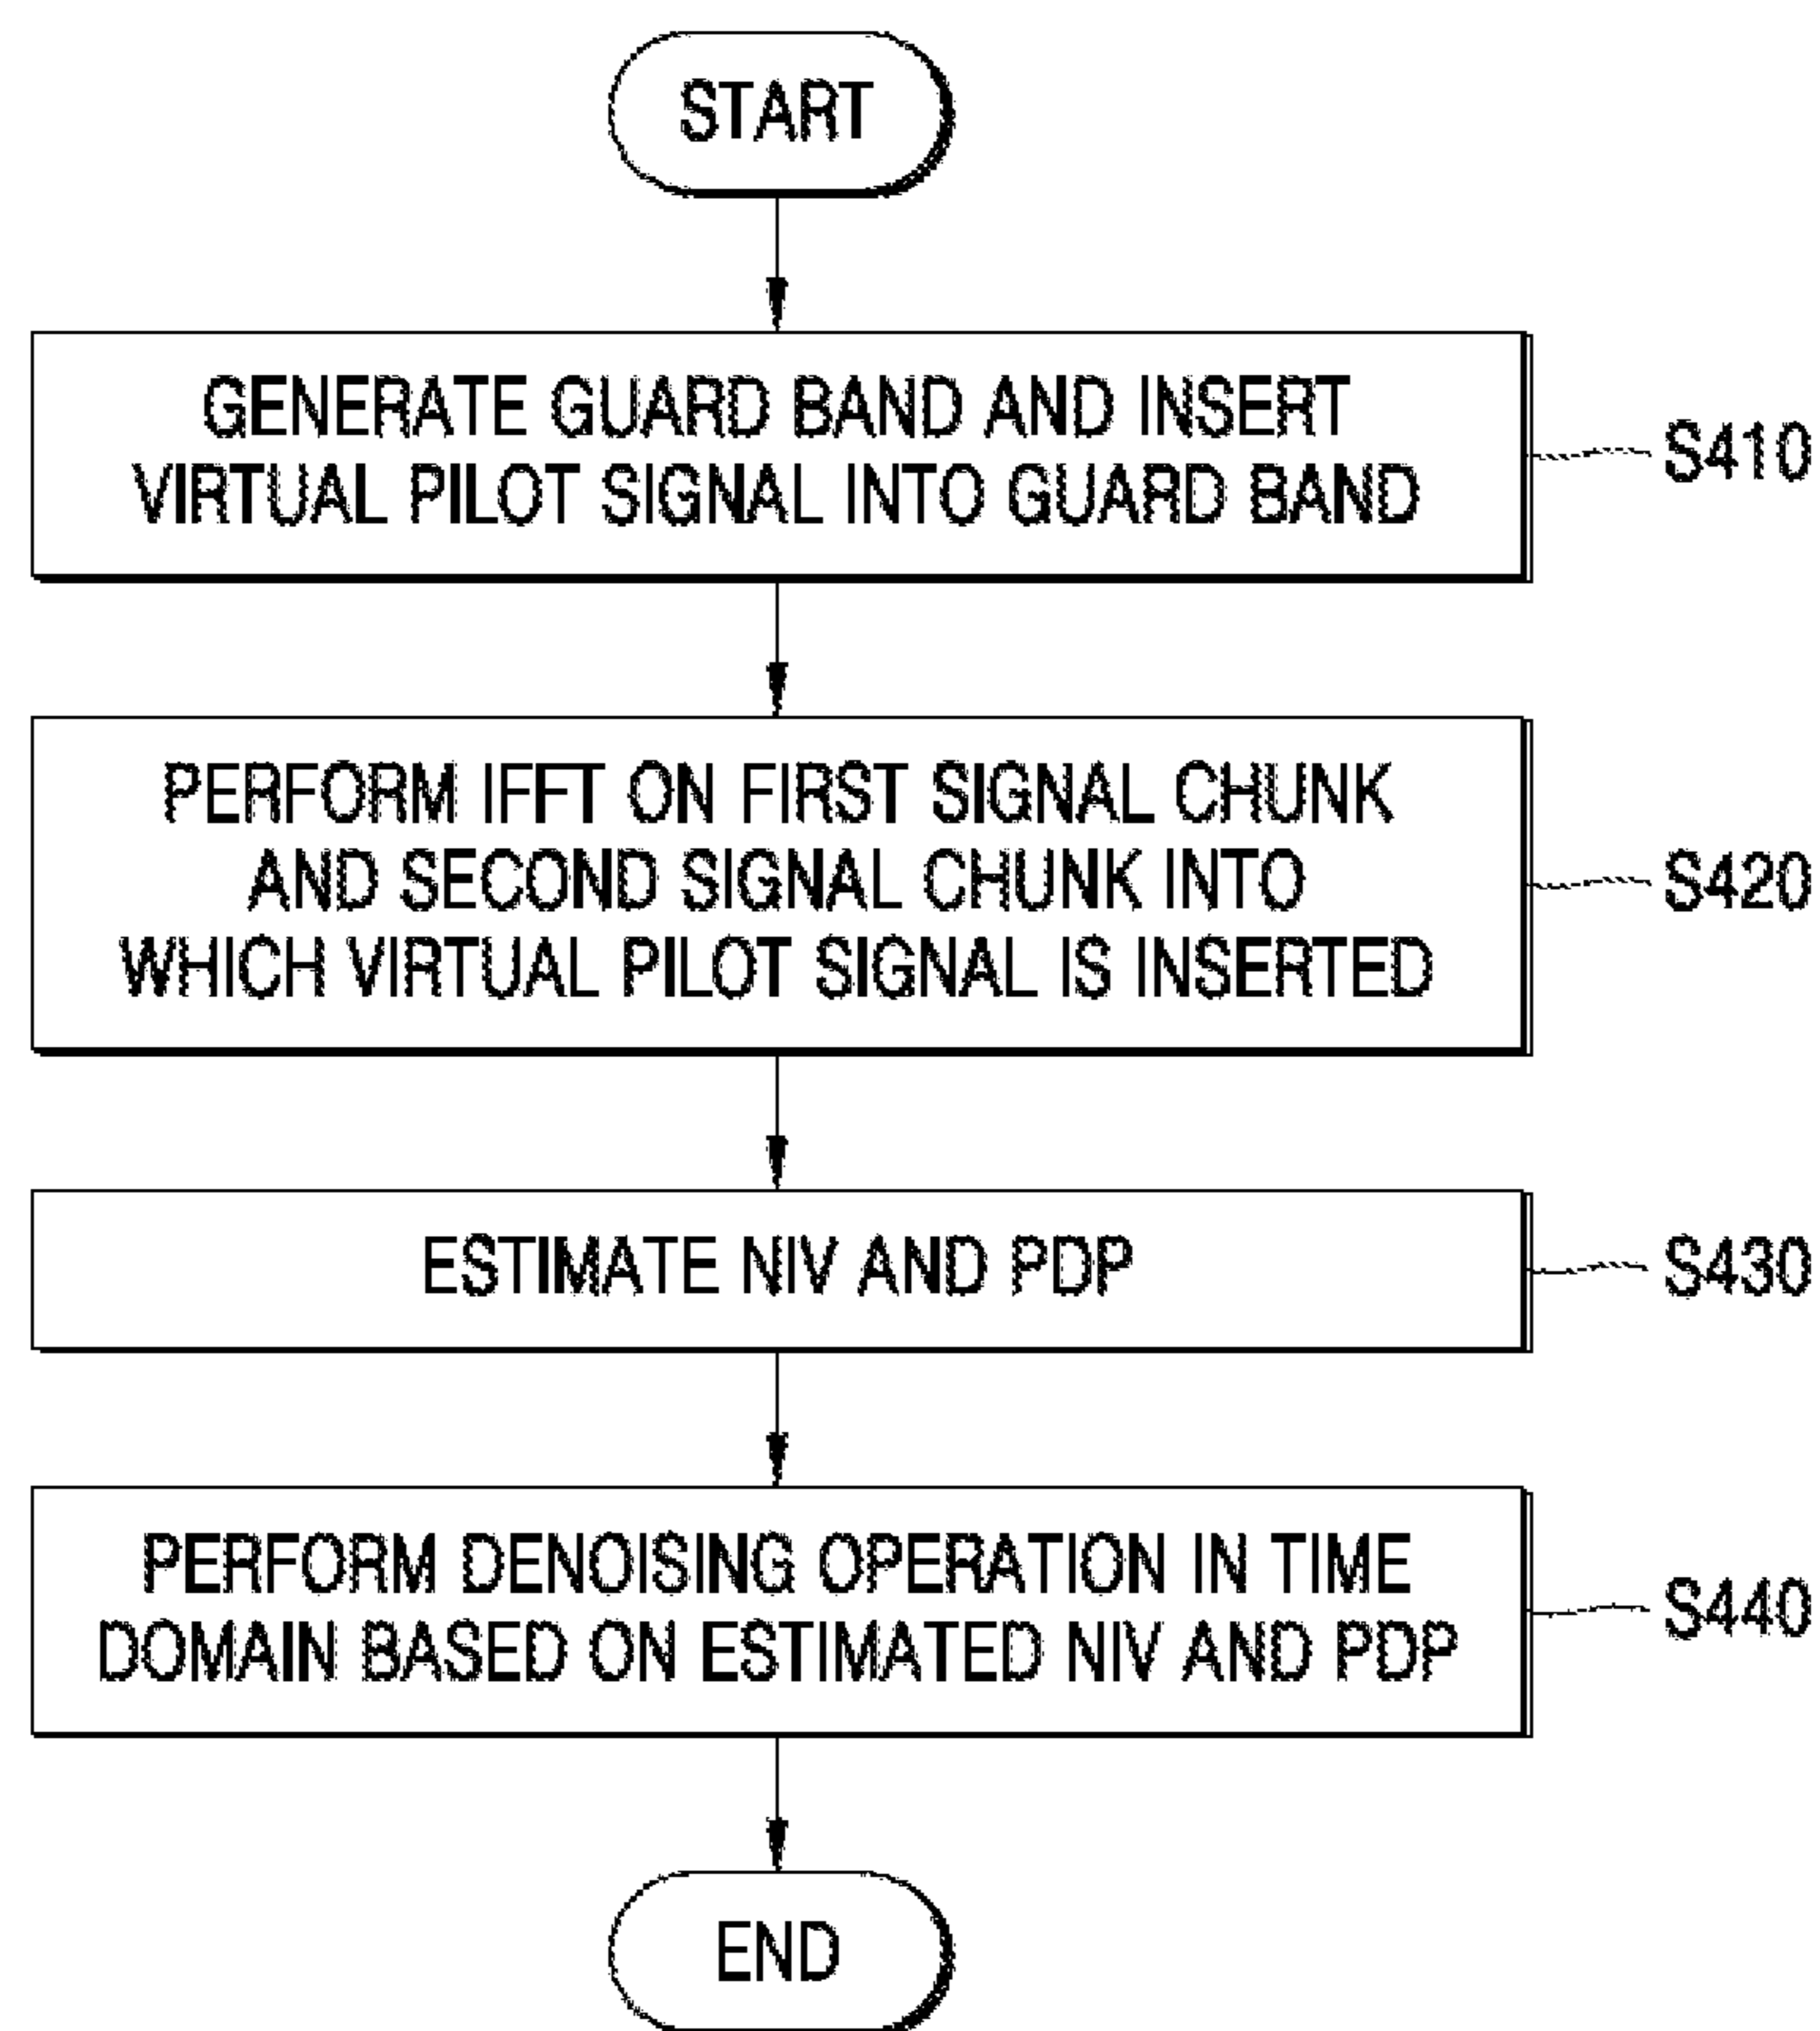 START
GENERATE GUARD BAND AND INSERT
VIRTUAL PILOT SIGNAL INTO GUARD BAND
S410
PERFORM IFFT ON FIRST SIGNAL CHUNK
AND SECOND SIGNAL CHUNK INTO
WHICH VIRTUAL PILOT SIGNAL IS INSERTED
S420
ESTIMATE NIV AND PDP
S430
PERFORM DENOISING OPERATION IN TIME
DOMAIN BASED ON ESTIMATED NIV AND PDP
S440
END